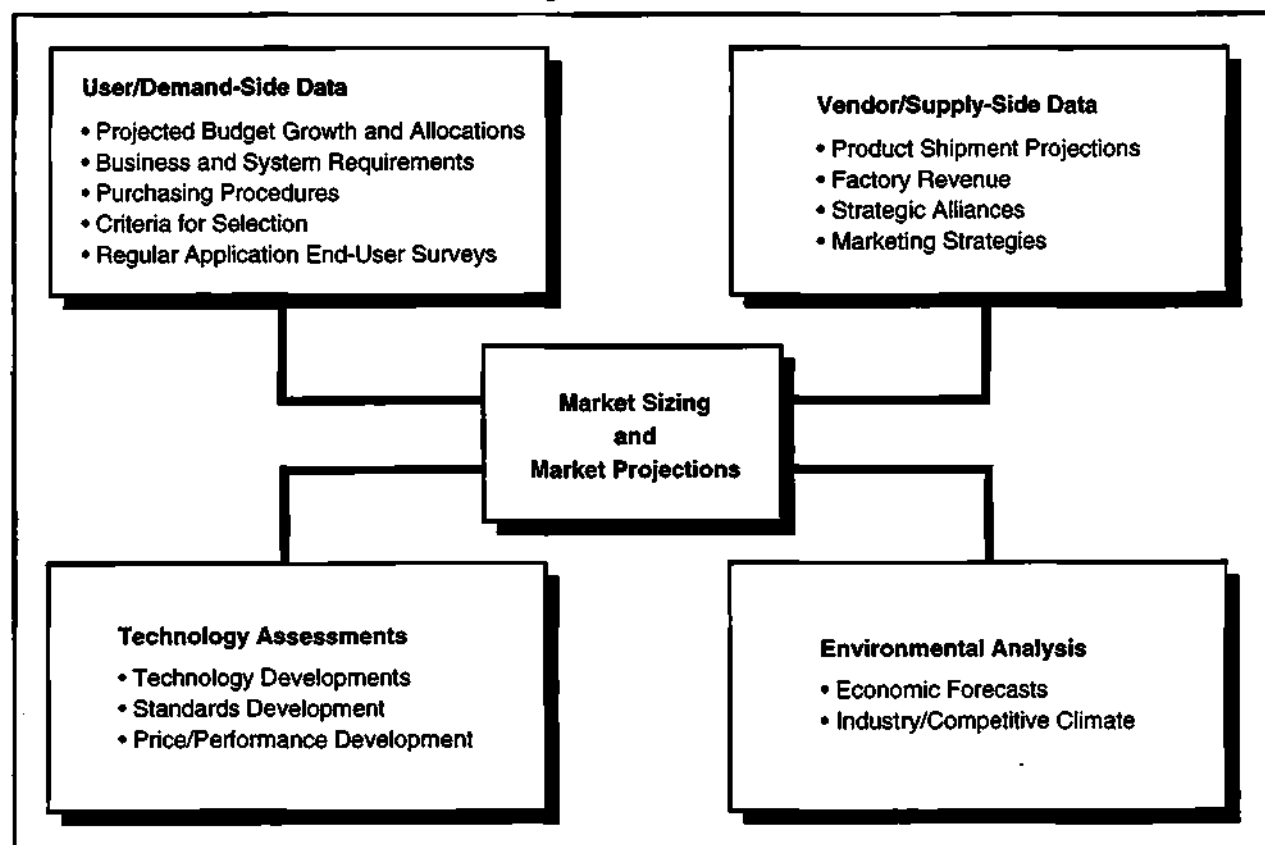 User/Demand-Side Data
• Projected Budget Growth and Allocations
• Business and System Requirements
• Purchasing Procedures
• Criteria for Selection
• Regular Application End-User Surveys
Vendor/Supply-Side Data
• Product Shipment Projections
• Factory Revenue
• Strategic Alliances
• Marketing Strategies
Market Sizing
and
Market Projections
Technology Assessments
• Technology Developments
• Standards Development
• Price/Performance Development
Environmental Analysis
• Economic Forecasts
• Industry/Competitive Climate